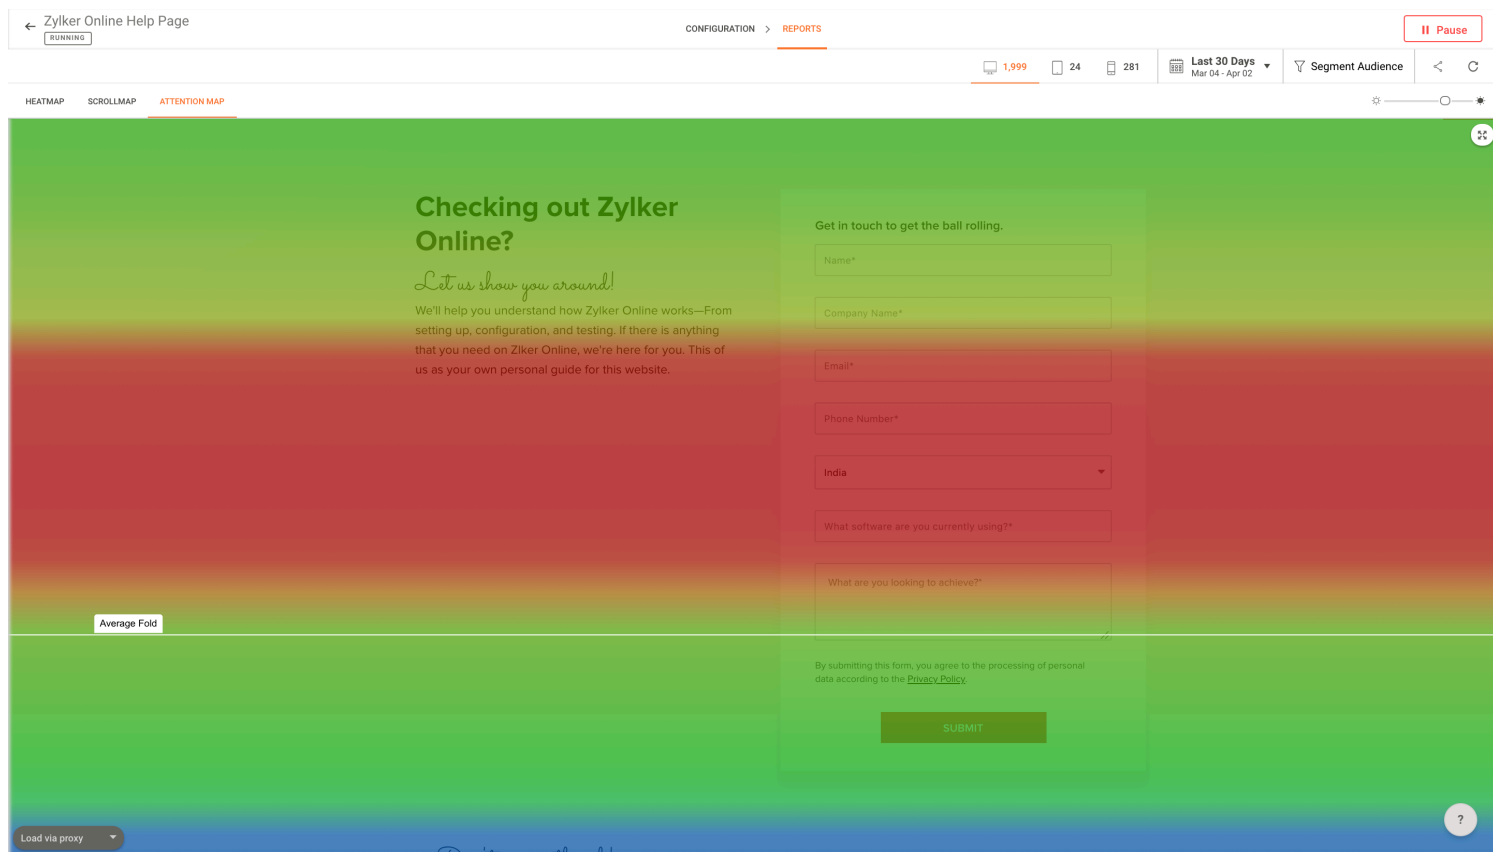 Zylker Online Help Page
RUNNING
CONFIGURATION
REPORTS
Pause
1,999
24
281
Last 30 Days
Mar 04 - Apr 02
Segment Audience
HEATMAP
SCROLLMAP
ATTENTION MAP
Checking out Zylker
Online?
Let us show you around!
We'll help you understand how Zylker Online works—From
setting up, configuration, and testing. If there is anything
that you need on Zlker Online, we're here for you. This of
us as your own personal guide for this website.
Get in touch to get the ball rolling.
Name*
Company Name*
Email*
Phone Number*
India
What software are you currently using?*
What are you looking to achieve?*
Average Fold
By submitting this form, you agree to the processing of personal
data according to the Privacy Policy.
SUBMIT
Load via proxy
?